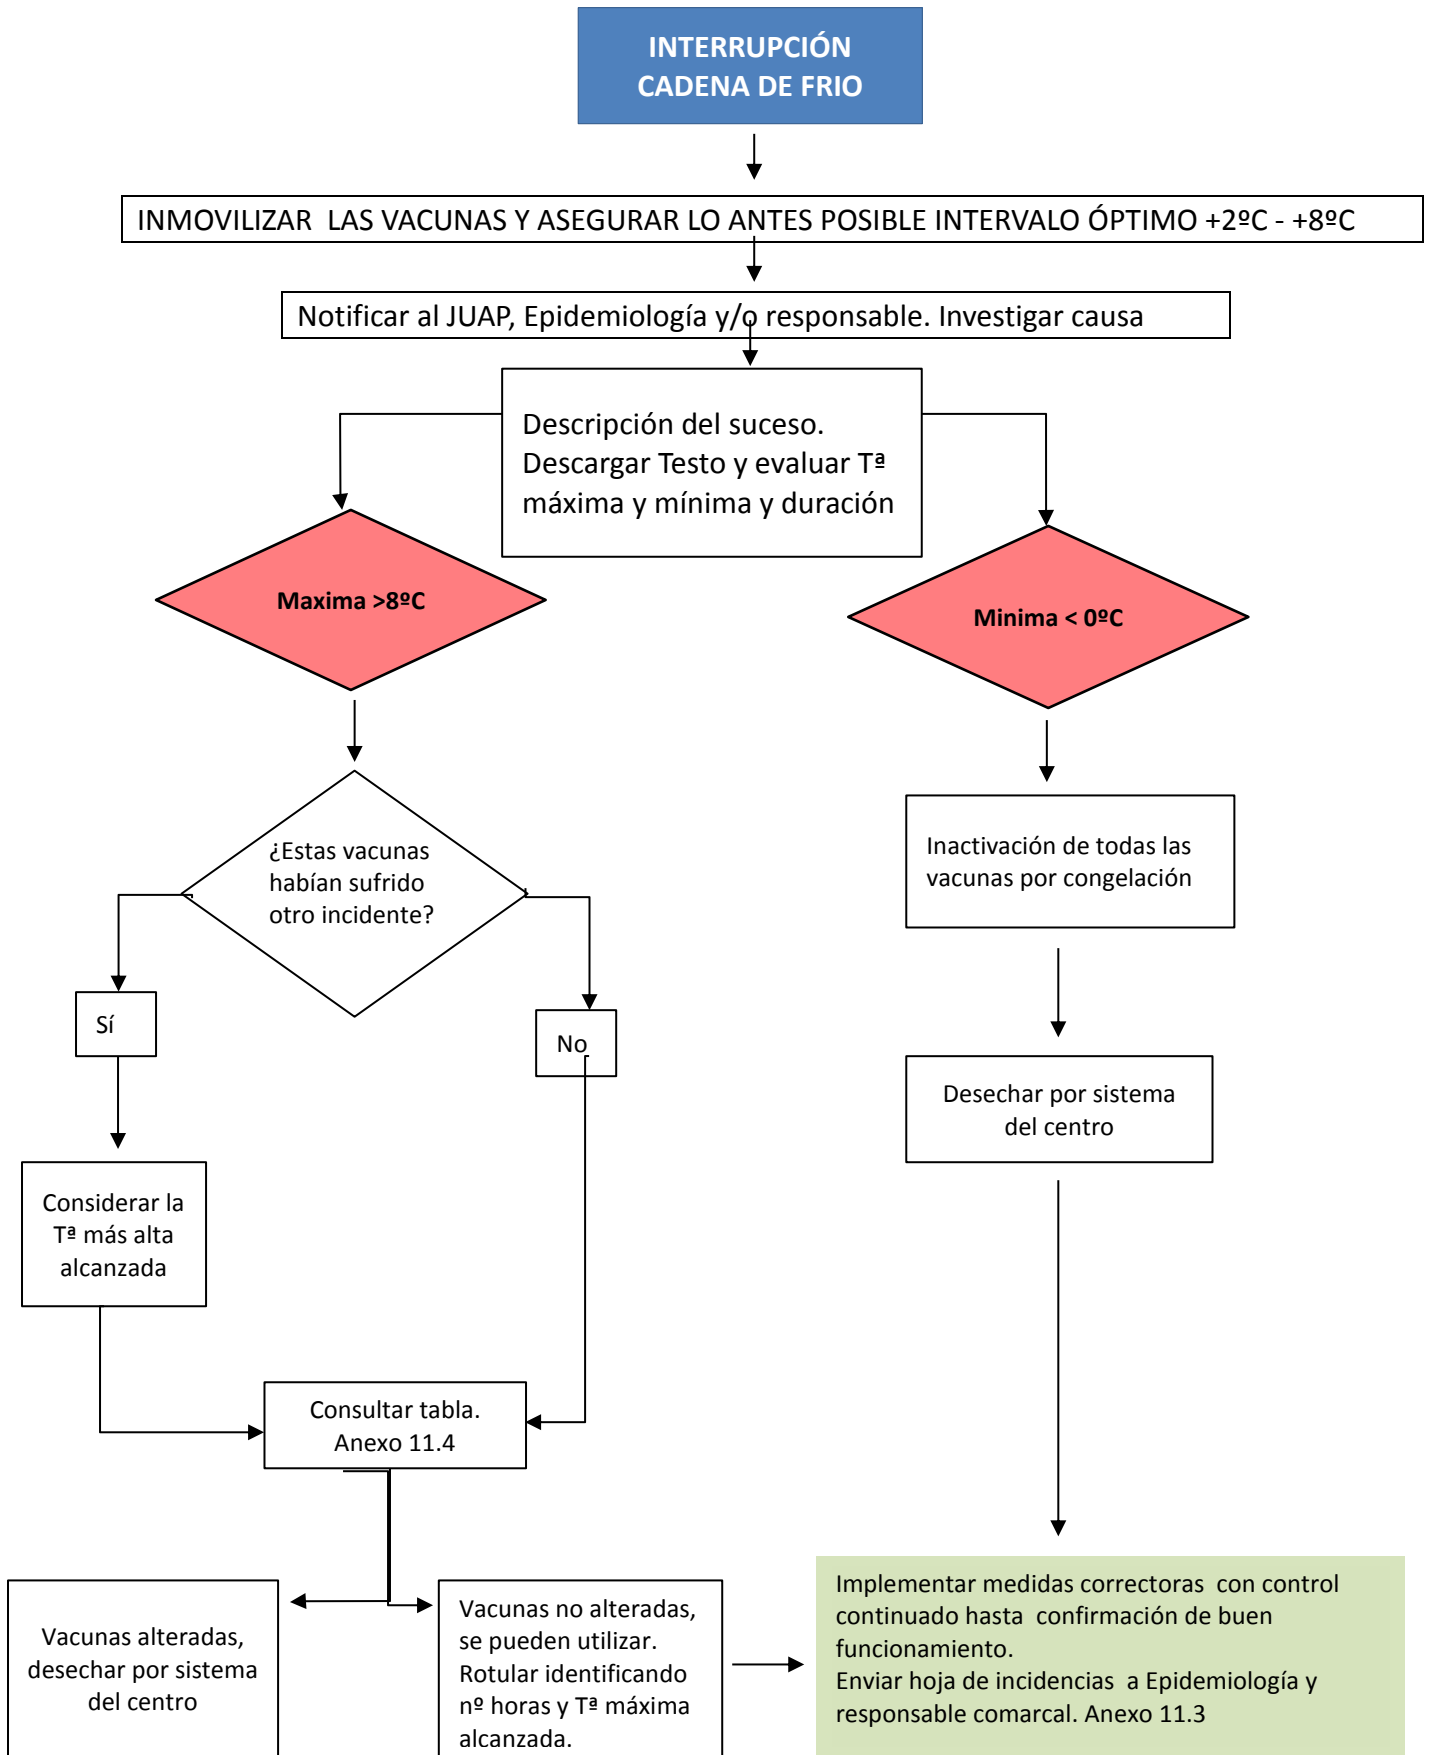 INTERRUPCIÓN
CADENA DE FRIO
INMOVILIZAR LAS VACUNAS Y ASEGURAR LO ANTES POSIBLE INTERVALO ÓPTIMO +2ºC - +8ºC
Notificar al JUAP, Epidemiología y/o responsable. Investigar causa
Descripción del suceso.
Descargar Testo y evaluar Tª
máxima y mínima y duración
Maxima >8ºC
Minima < 0ºC
¿Estas vacunas
habían sufrido
otro incidente?
Inactivación de todas las
vacunas por congelación
Sí
No
Desechar por sistema
del centro
Considerar la
Tª más alta
alcanzada
Consultar tabla.
Anexo 11.4
Vacunas alteradas,
desechar por sistema
del centro
Vacunas no alteradas,
se pueden utilizar.
Rotular identificando
nº horas y Tª máxima
alcanzada.
Implementar medidas correctoras con control
continuado hasta confirmación de buen
funcionamiento.
Enviar hoja de incidencias a Epidemiología y
responsable comarcal. Anexo 11.3